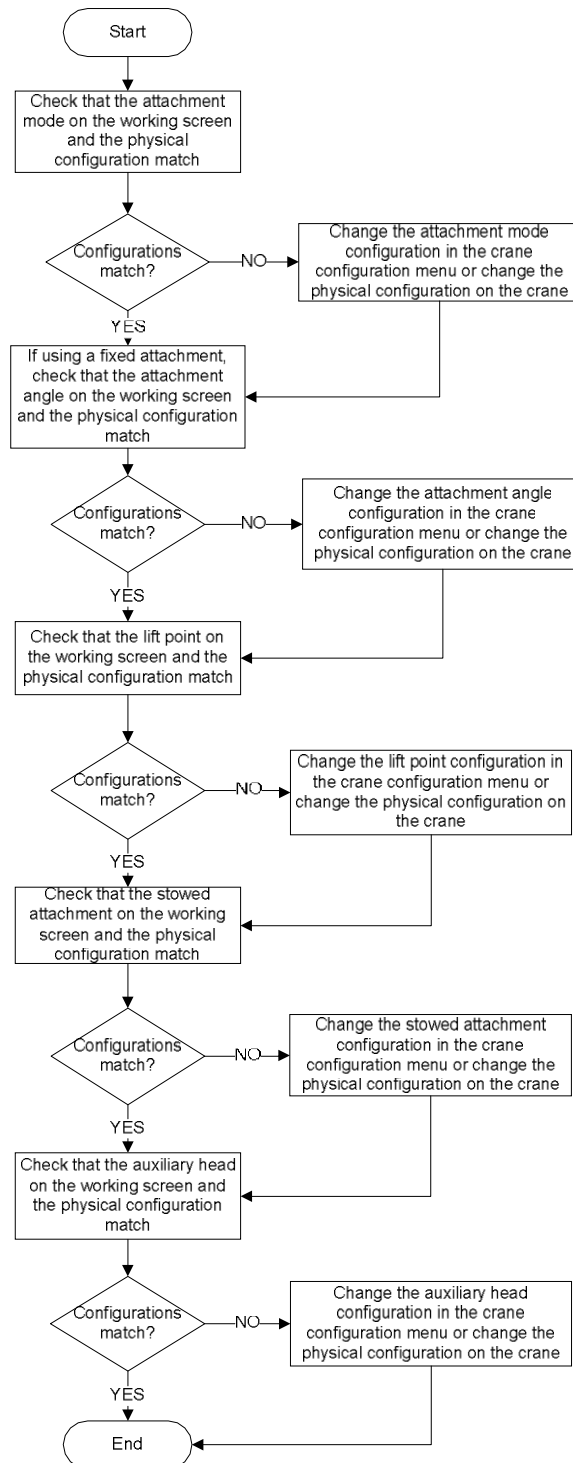 Start
Check that the attachment
mode on the working screen
and the physical
configuration match
Configurations
match?
NO
Change the attachment mode
configuration in the crane
configuration menu or change the
physical configuration on the crane
YES
If using a fixed attachment,
check that the attachment
angle on the working screen
and the physical configuration
match
Configurations
match?
NO
Change the attachment angle
configuration in the crane
configuration menu or change the
physical configuration on the crane
YES
Check that the lift point on
the working screen and the
physical configuration match
Configurations
match?
NO
Change the lift point configuration in
the crane configuration menu or
change the physical configuration on
the crane
YES
Check that the stowed
attachment on the working
screen and the physical
configuration match
Configurations
match?
NO
Change the stowed attachment
configuration in the crane
configuration menu or change the
physical configuration on the crane
YES
Check that the auxiliary head
on the working screen and
the physical configuration
match
Configurations
match?
NO
Change the auxiliary head
configuration in the crane
configuration menu or change the
physical configuration on the crane
YES
End